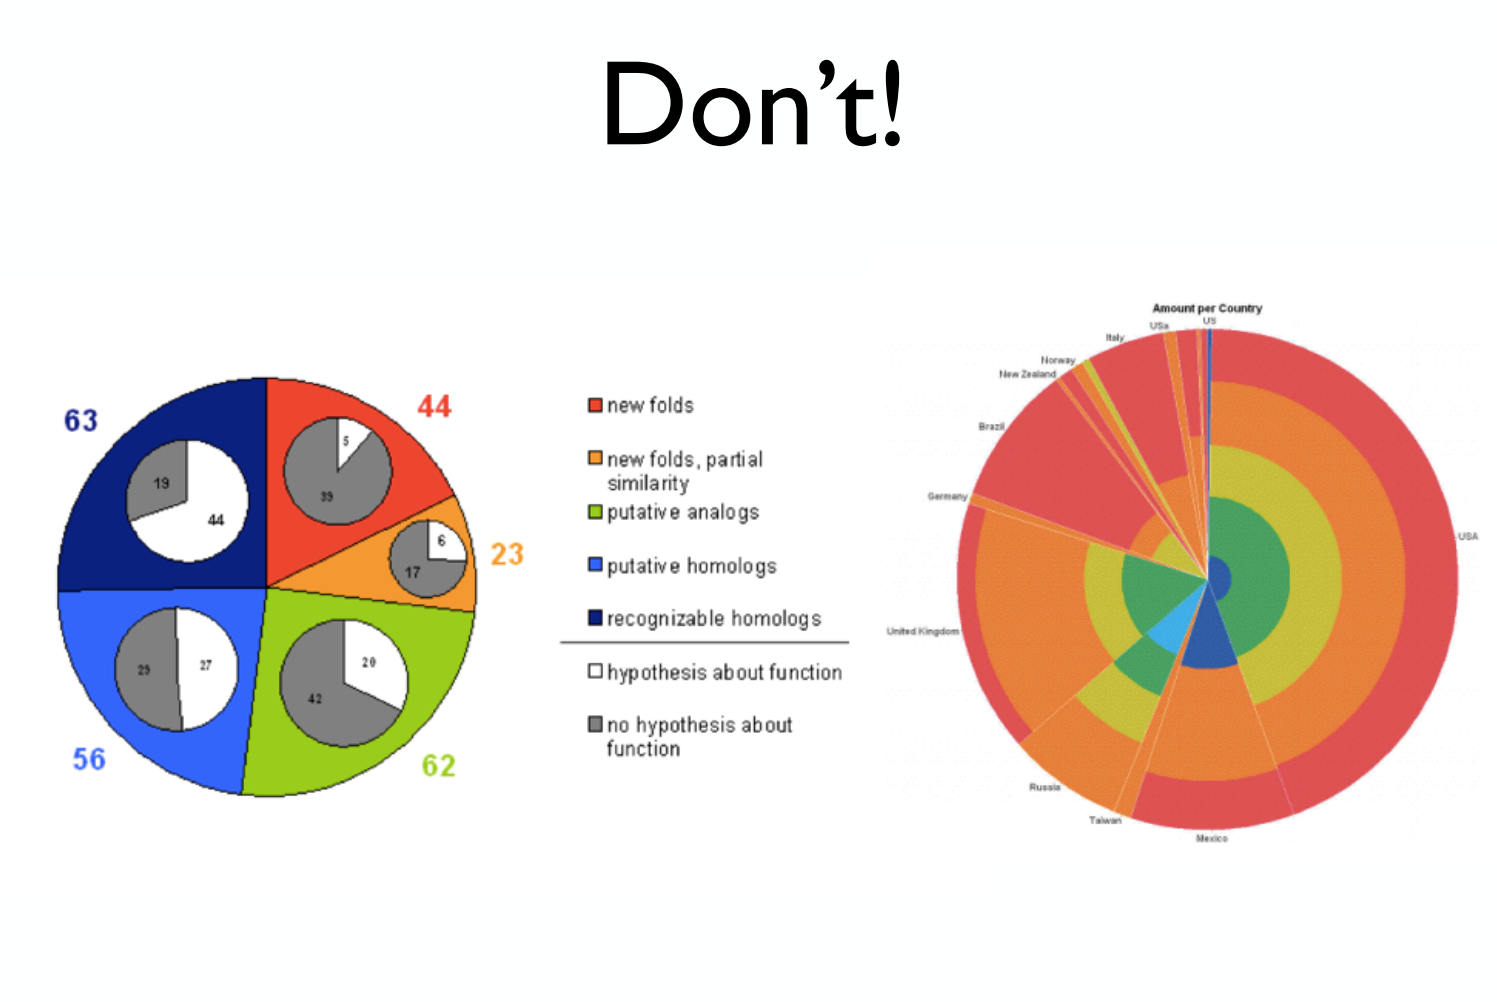 Don't!
63
44
19
44
5
39
6
17
23
29
27
20
42
56
62
new folds
new folds, partial
similarity
putative analogs
putative homologs
recognizable homologs
hypothesis about function
no hypothesis about
function
Amount per Country
US
USa
Italy
Norway
New Zealand
Brazil
Germany
USA
United Kingdom
Russia
Taiwan
Mexico